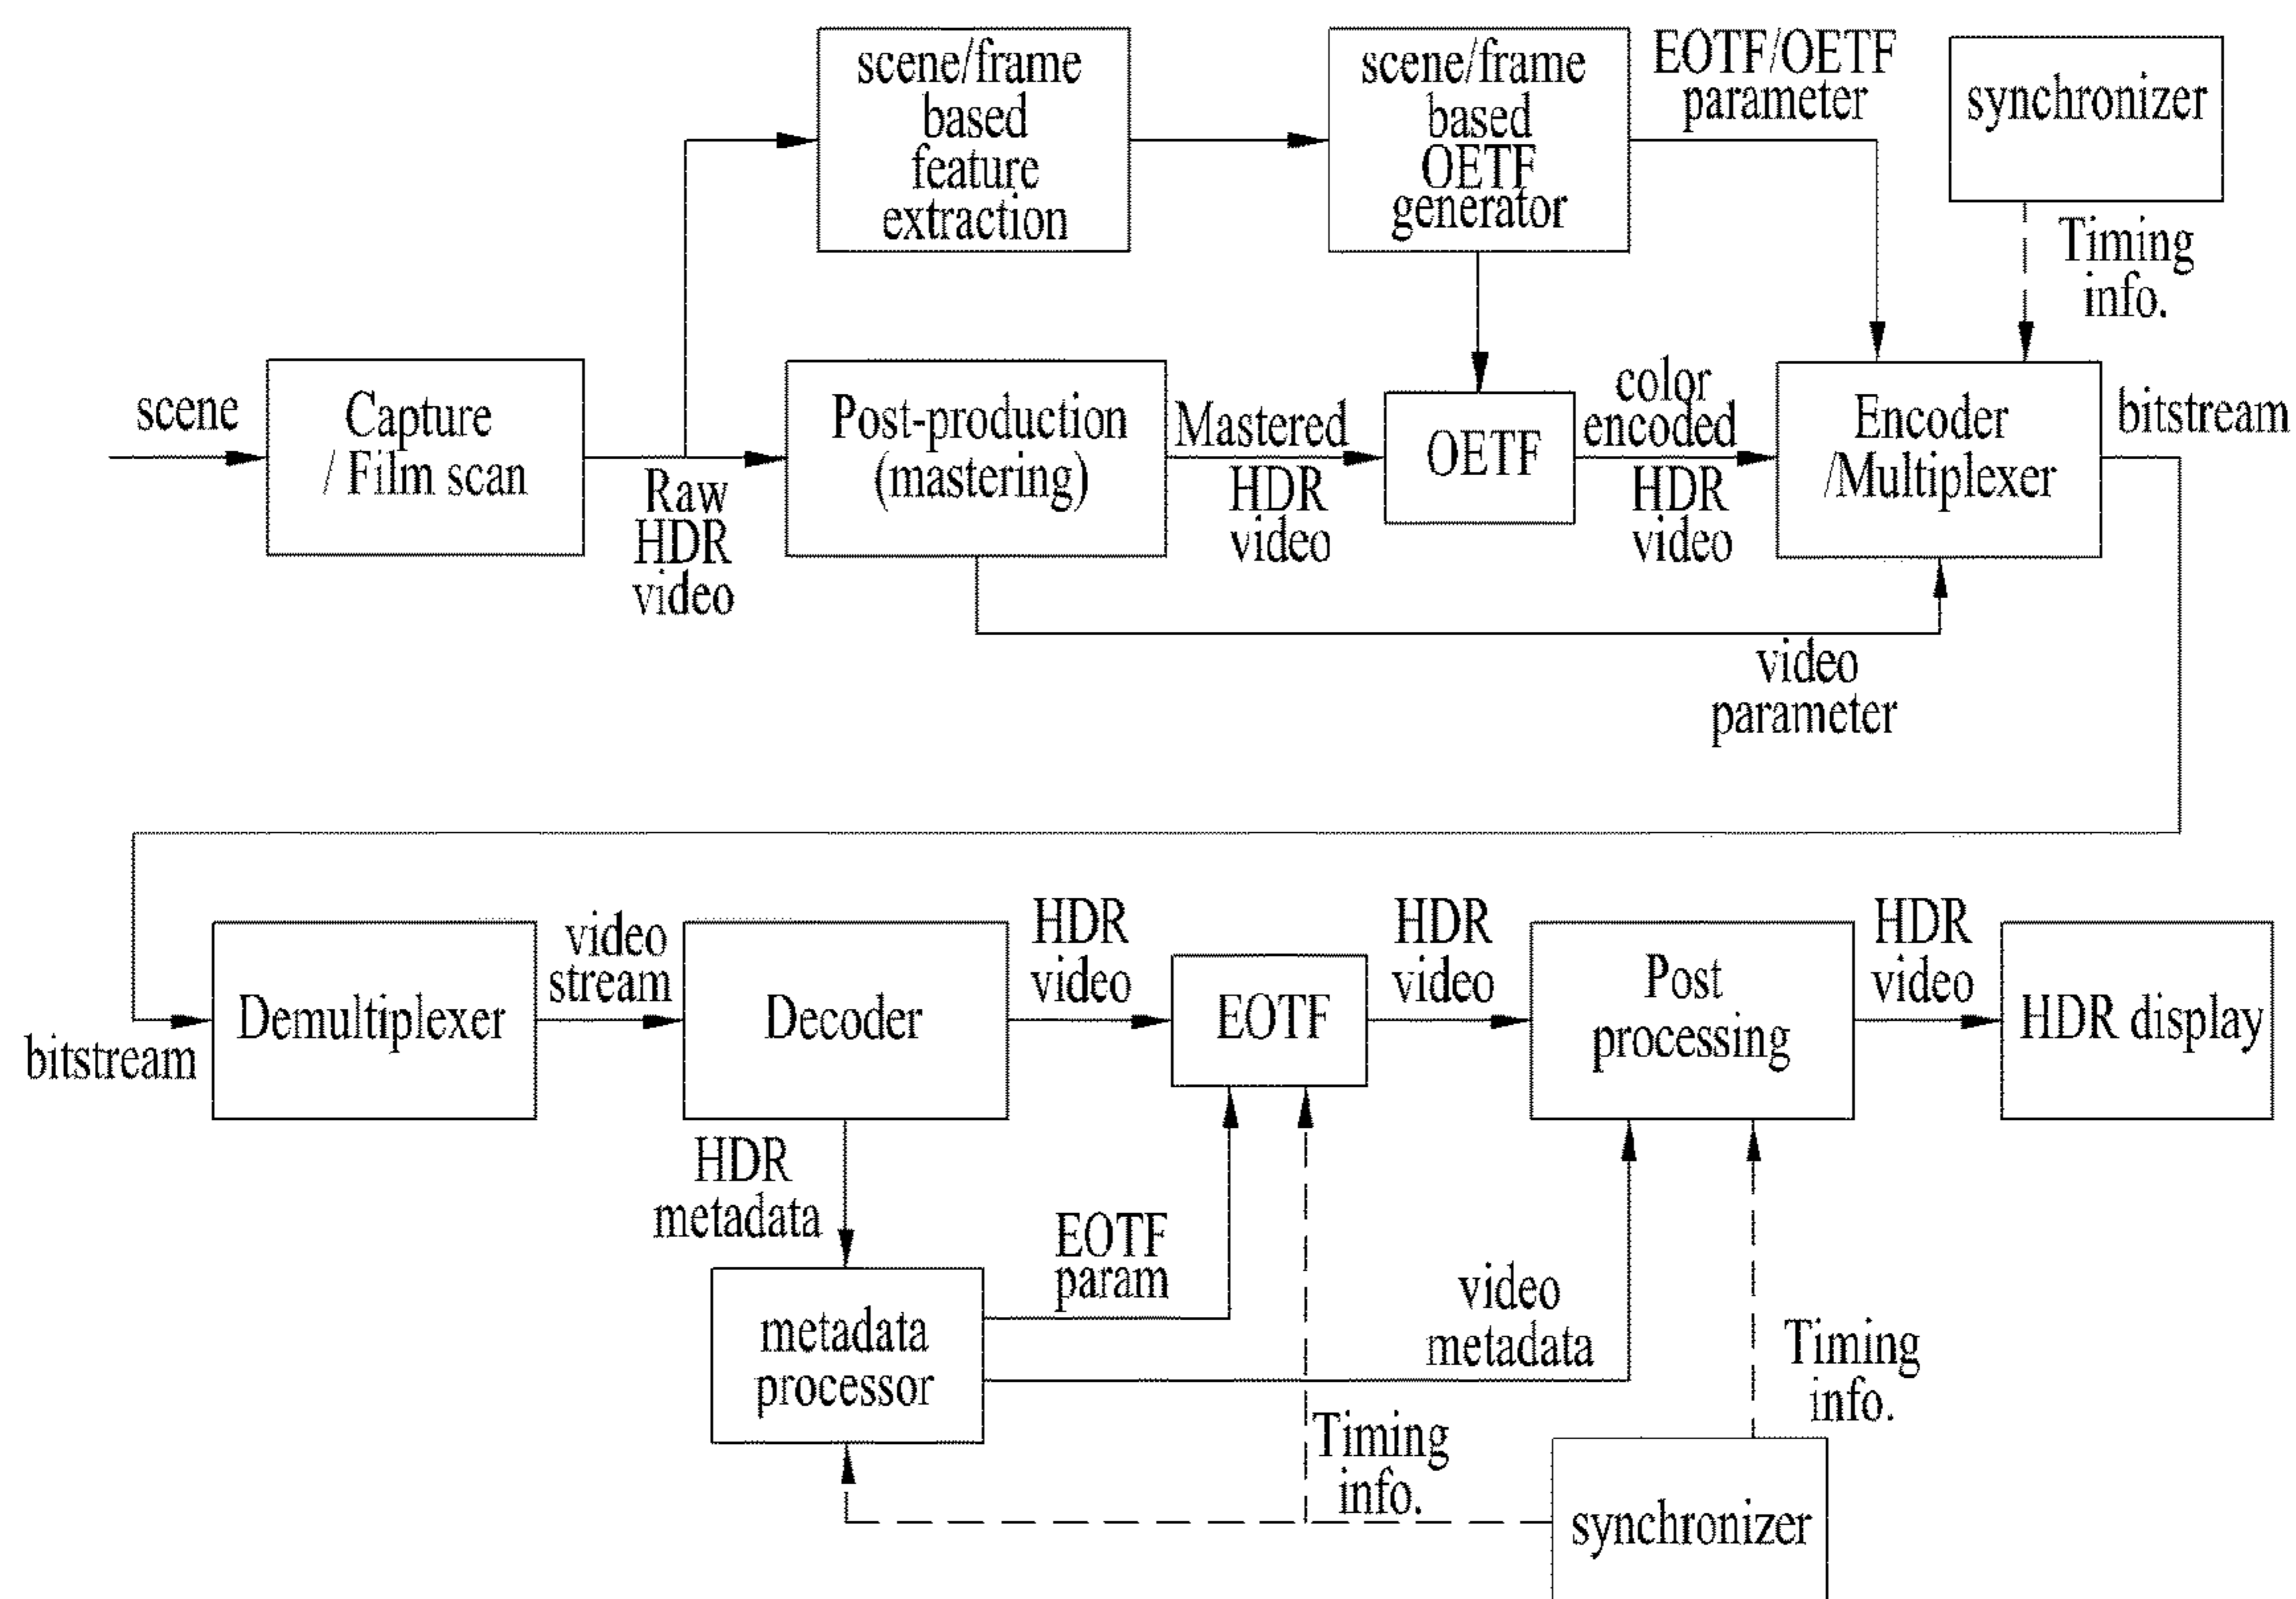 scene/frame
based
feature
extraction
scene/frame
based
OETF
generator
EOTF/OETF
parameter
synchronizer
Timing
info.
scene
Capture
/ Film scan
Raw
HDR
video
Post-production
(mastering)
Mastered
HDR
video
OETF
color
encoded
HDR
video
Encoder
/Multiplexer
bitstream
video
parameter
bitstream
Demultiplexer
video
stream
Decoder
HDR
video
EOTF
HDR
video
Post
processing
HDR
video
HDR display
HDR
metadata
metadata
processor
EOTF
param
video
metadata
Timing
info.
Timing
info.
synchronizer